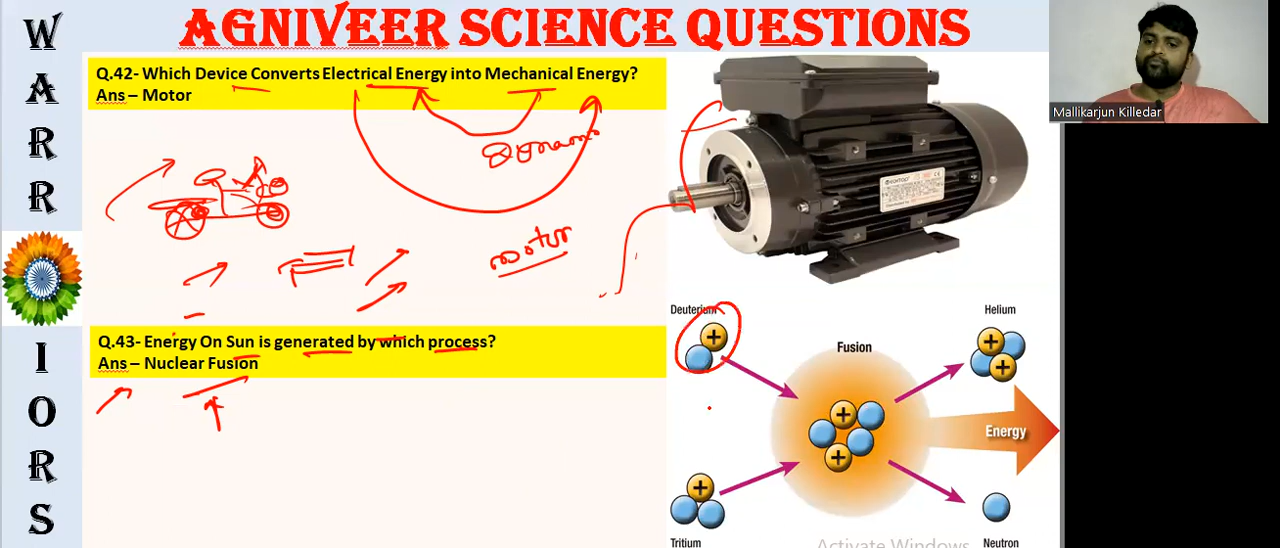 WARRIORS
AGNIVEER SCIENCE QUESTIONS
Mallikarjun Killedar
Q.42- Which Device Converts Electrical Energy into Mechanical Energy?
Ans – Motor
motor
Q.43- Energy On Sun is generated by which process?
Ans – Nuclear Fusion
Deuterium
Helium
Fusion
Energy
Tritium
Neutron
Activate Windows